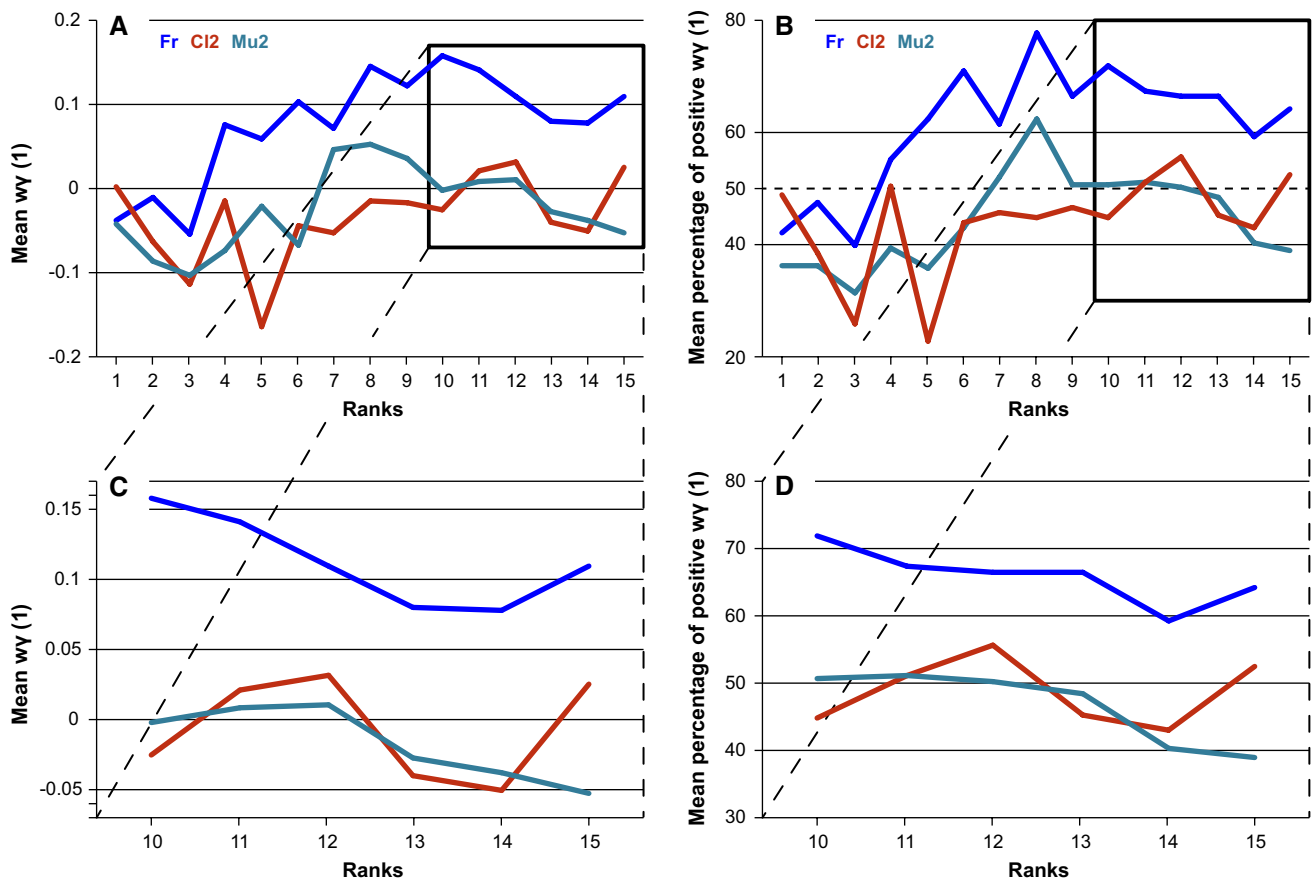 A
Fr Cl2 Mu2
Mean wγ (1)
0.2
0.1
0
-0.1
-0.2
1 2 3 4 5 6 7 8 9 10 11 12 13 14 15
Ranks
B
Fr Cl2 Mu2
Mean percentage of positive wγ (1)
80
60
50
40
20
1 2 3 4 5 6 7 8 9 10 11 12 13 14 15
Ranks
C
Mean wγ (1)
0.15
0.1
0.05
0
-0.05
10 11 12 13 14 15
Ranks
D
Mean percentage of positive wγ (1)
80
70
60
50
40
30
10 11 12 13 14 15
Ranks